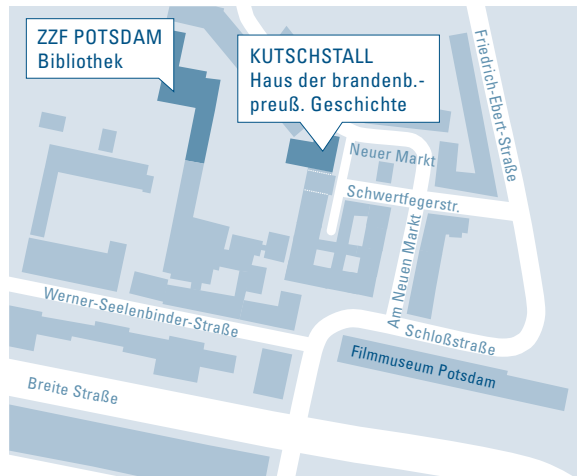 ZZF POTSDAM
Bibliothek
KUTSCHSTALL
Haus der brandenb.-
preuß. Geschichte
Friedrich-Ebert-Straße
Neuer Markt
Schwertfegerstr.
Am Neuen Markt
Werner-Seelenbinder-Straße
Schloßstraße
Filmmuseum Potsdam
Breite Straße